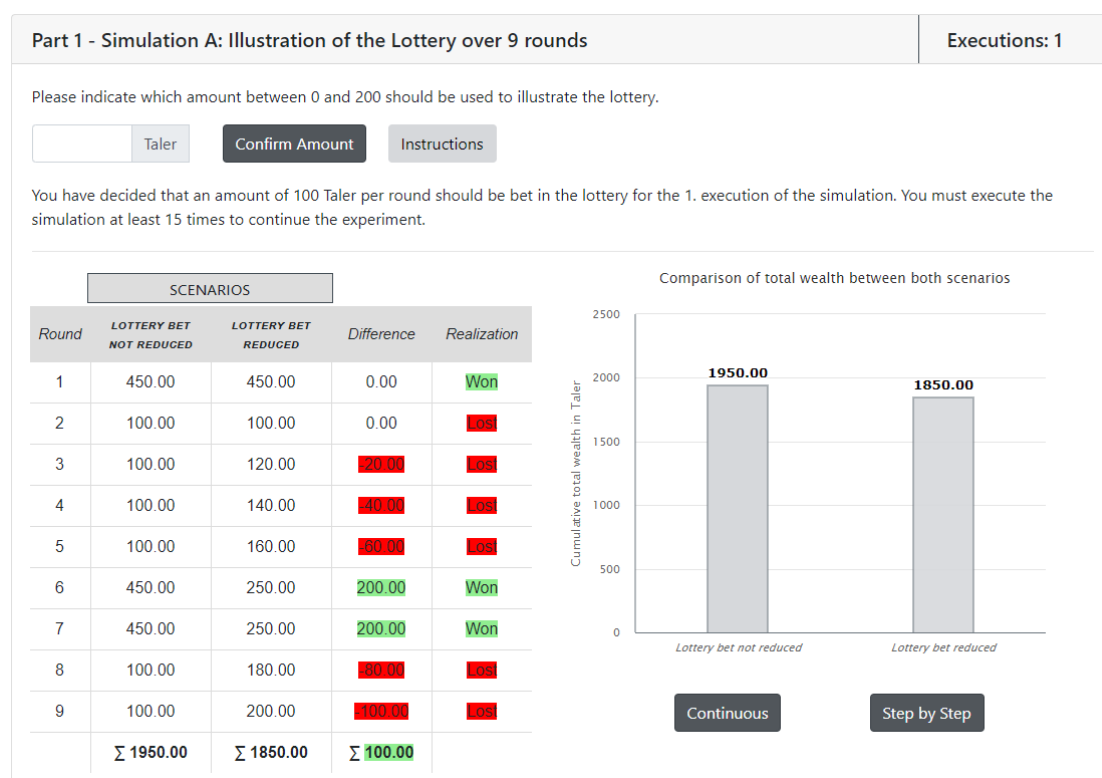 Part 1 - Simulation A: Illustration of the Lottery over 9 rounds
Executions: 1
Please indicate which amount between 0 and 200 should be used to illustrate the lottery.
Taler
Confirm Amount
Instructions
You have decided that an amount of 100 Taler per round should be bet in the lottery for the 1. execution of the simulation. You must execute the
simulation at least 15 times to continue the experiment.
SCENARIOS
Round LOTTERY BET NOT REDUCED LOTTERY BET REDUCED Difference Realization
1 450.00 450.00 0.00 Won
2 100.00 100.00 0.00 Lost
3 100.00 120.00 -20.00 Lost
4 100.00 140.00 -40.00 Lost
5 100.00 160.00 -60.00 Lost
6 450.00 250.00 200.00 Won
7 450.00 250.00 200.00 Won
8 100.00 180.00 -80.00 Lost
9 100.00 200.00 -100.00 Lost
∑ 1950.00 ∑ 1850.00 ∑ 100.00
Comparison of total wealth between both scenarios
Cumulative total wealth in Taler
2500
2000
1500
1000
500
0
1950.00
1850.00
Lottery bet not reduced
Lottery bet reduced
Continuous
Step by Step